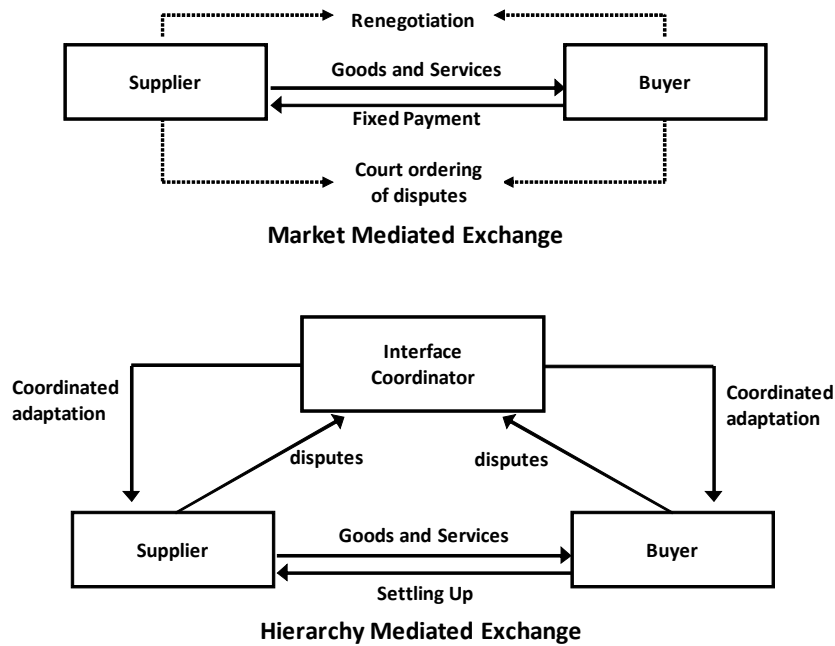 Renegotiation
Supplier
Goods and Services
Buyer
Fixed Payment
Court ordering
of disputes
Market Mediated Exchange
Interface
Coordinator
Coordinated
adaptation
Coordinated
adaptation
disputes
disputes
Supplier
Goods and Services
Buyer
Settling Up
Hierarchy Mediated Exchange